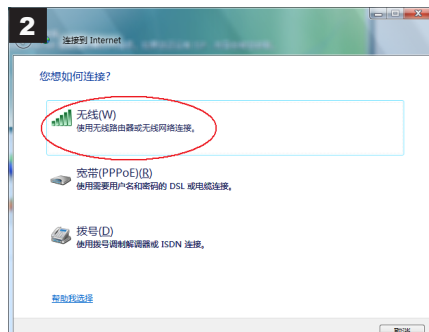 2
连接到 Internet
您想如何连接?
无线(W)
使用无线路由器或无线网络连接。
宽带(PPPoE)(R)
使用需要用户名和密码的 DSL 或电缆连接。
拨号(D)
使用拨号调制解调器或 ISDN 连接。
帮助我选择
取消